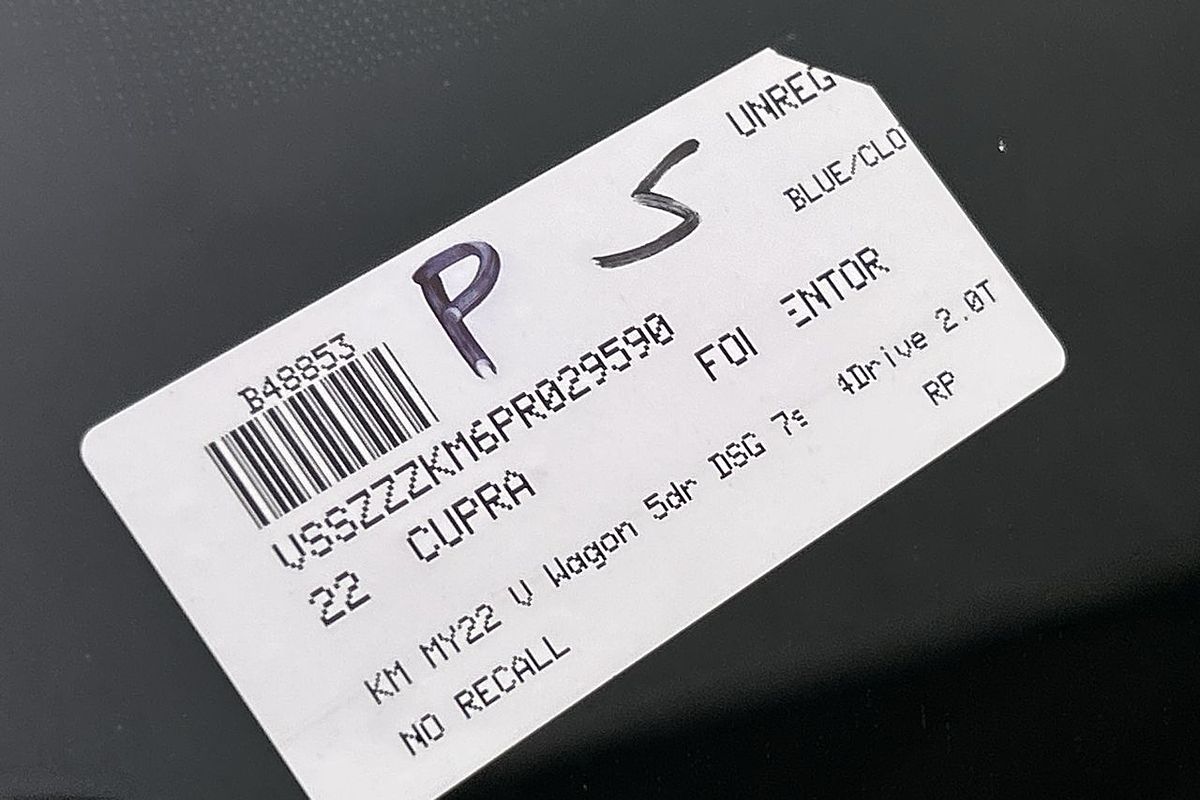 P S UNREG
B48853 BLUE/CLO
VSSZZZKM6PR029590
22 CUPRA FO ENTOR
KM MY22 V Wagon 5dr DSG 7s 4Drive 2.0T
NO RECALL RP